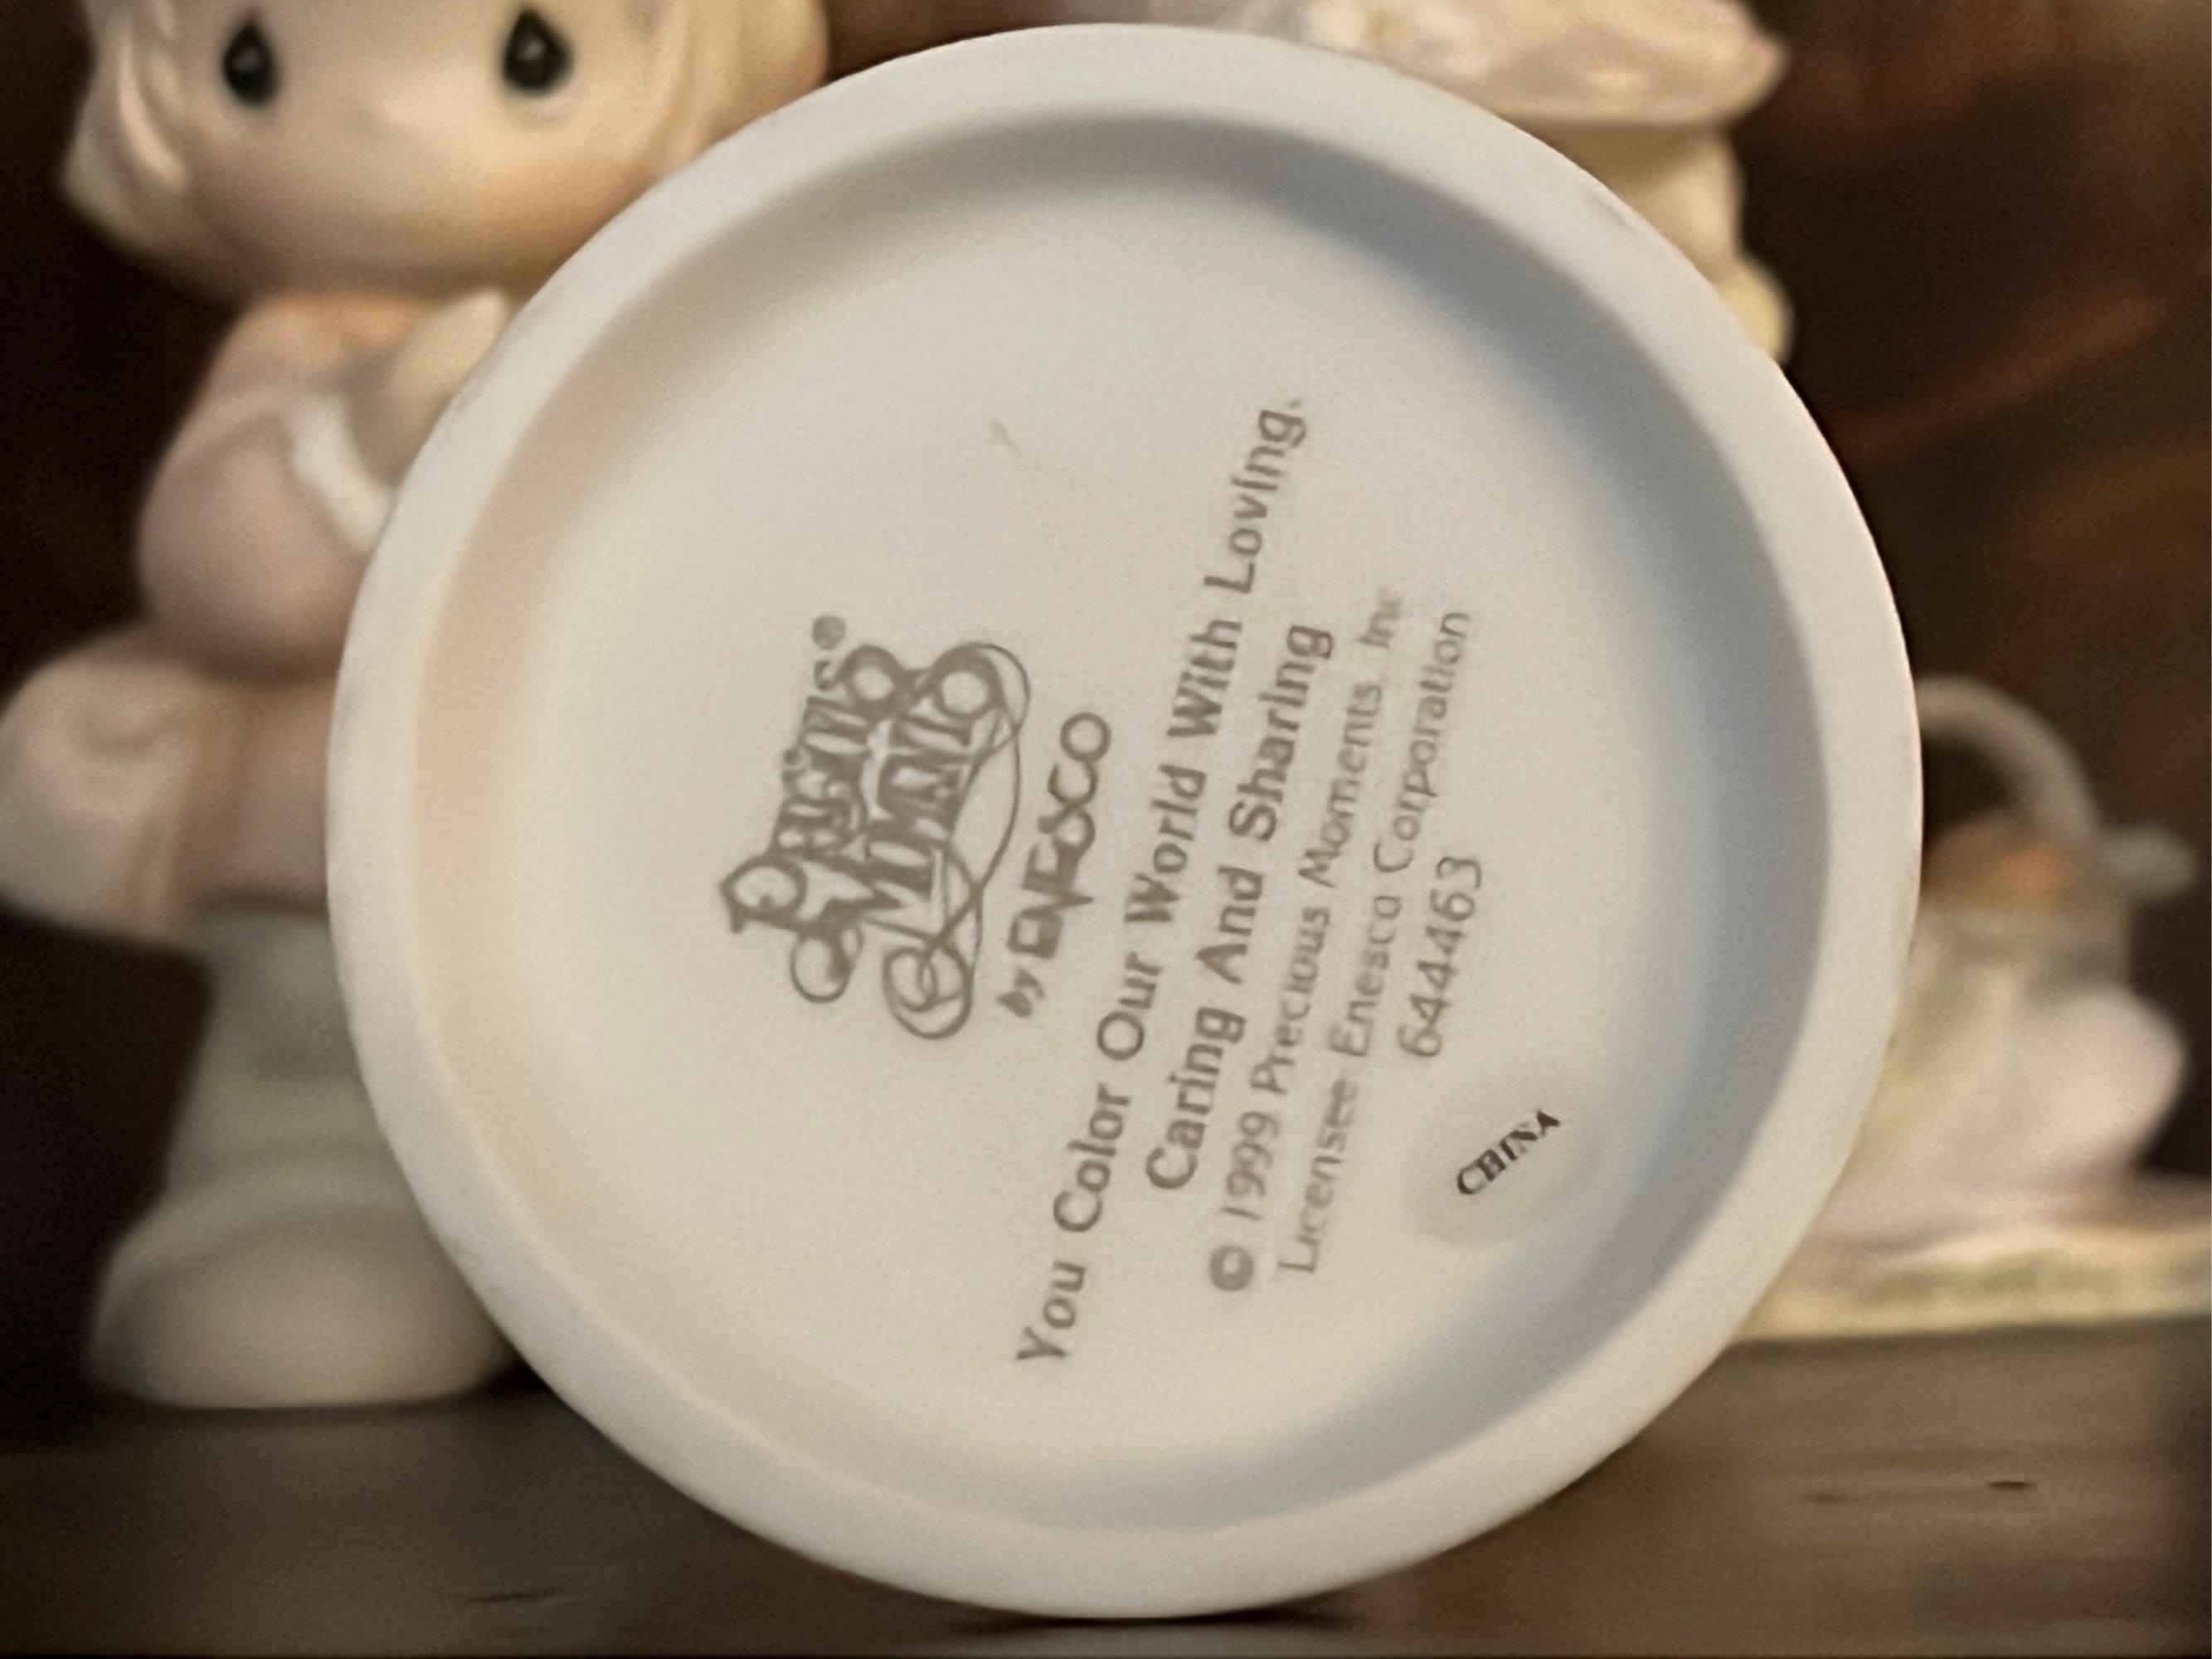 PRECIOUS
MOMENTS®
by ENESCO
You Color Our World With Loving,
Caring And Sharing
© 1999 Precious Moments, Inc
Licensee Enesco Corporation
644463
CHINA